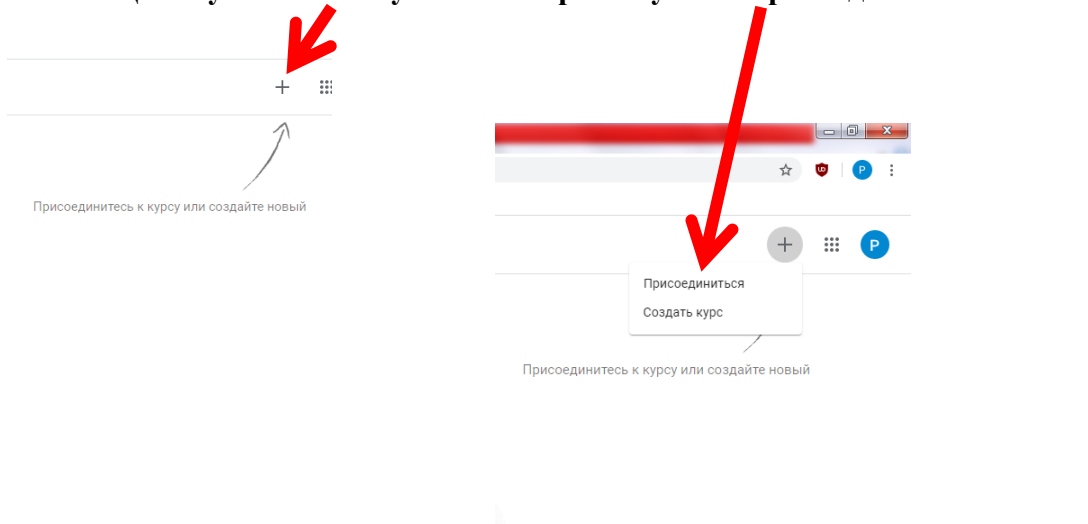 Присоединитесь к курсу или создайте новый
P
P
Присоединиться
Создать курс
Присоединитесь к курсу или создайте новый